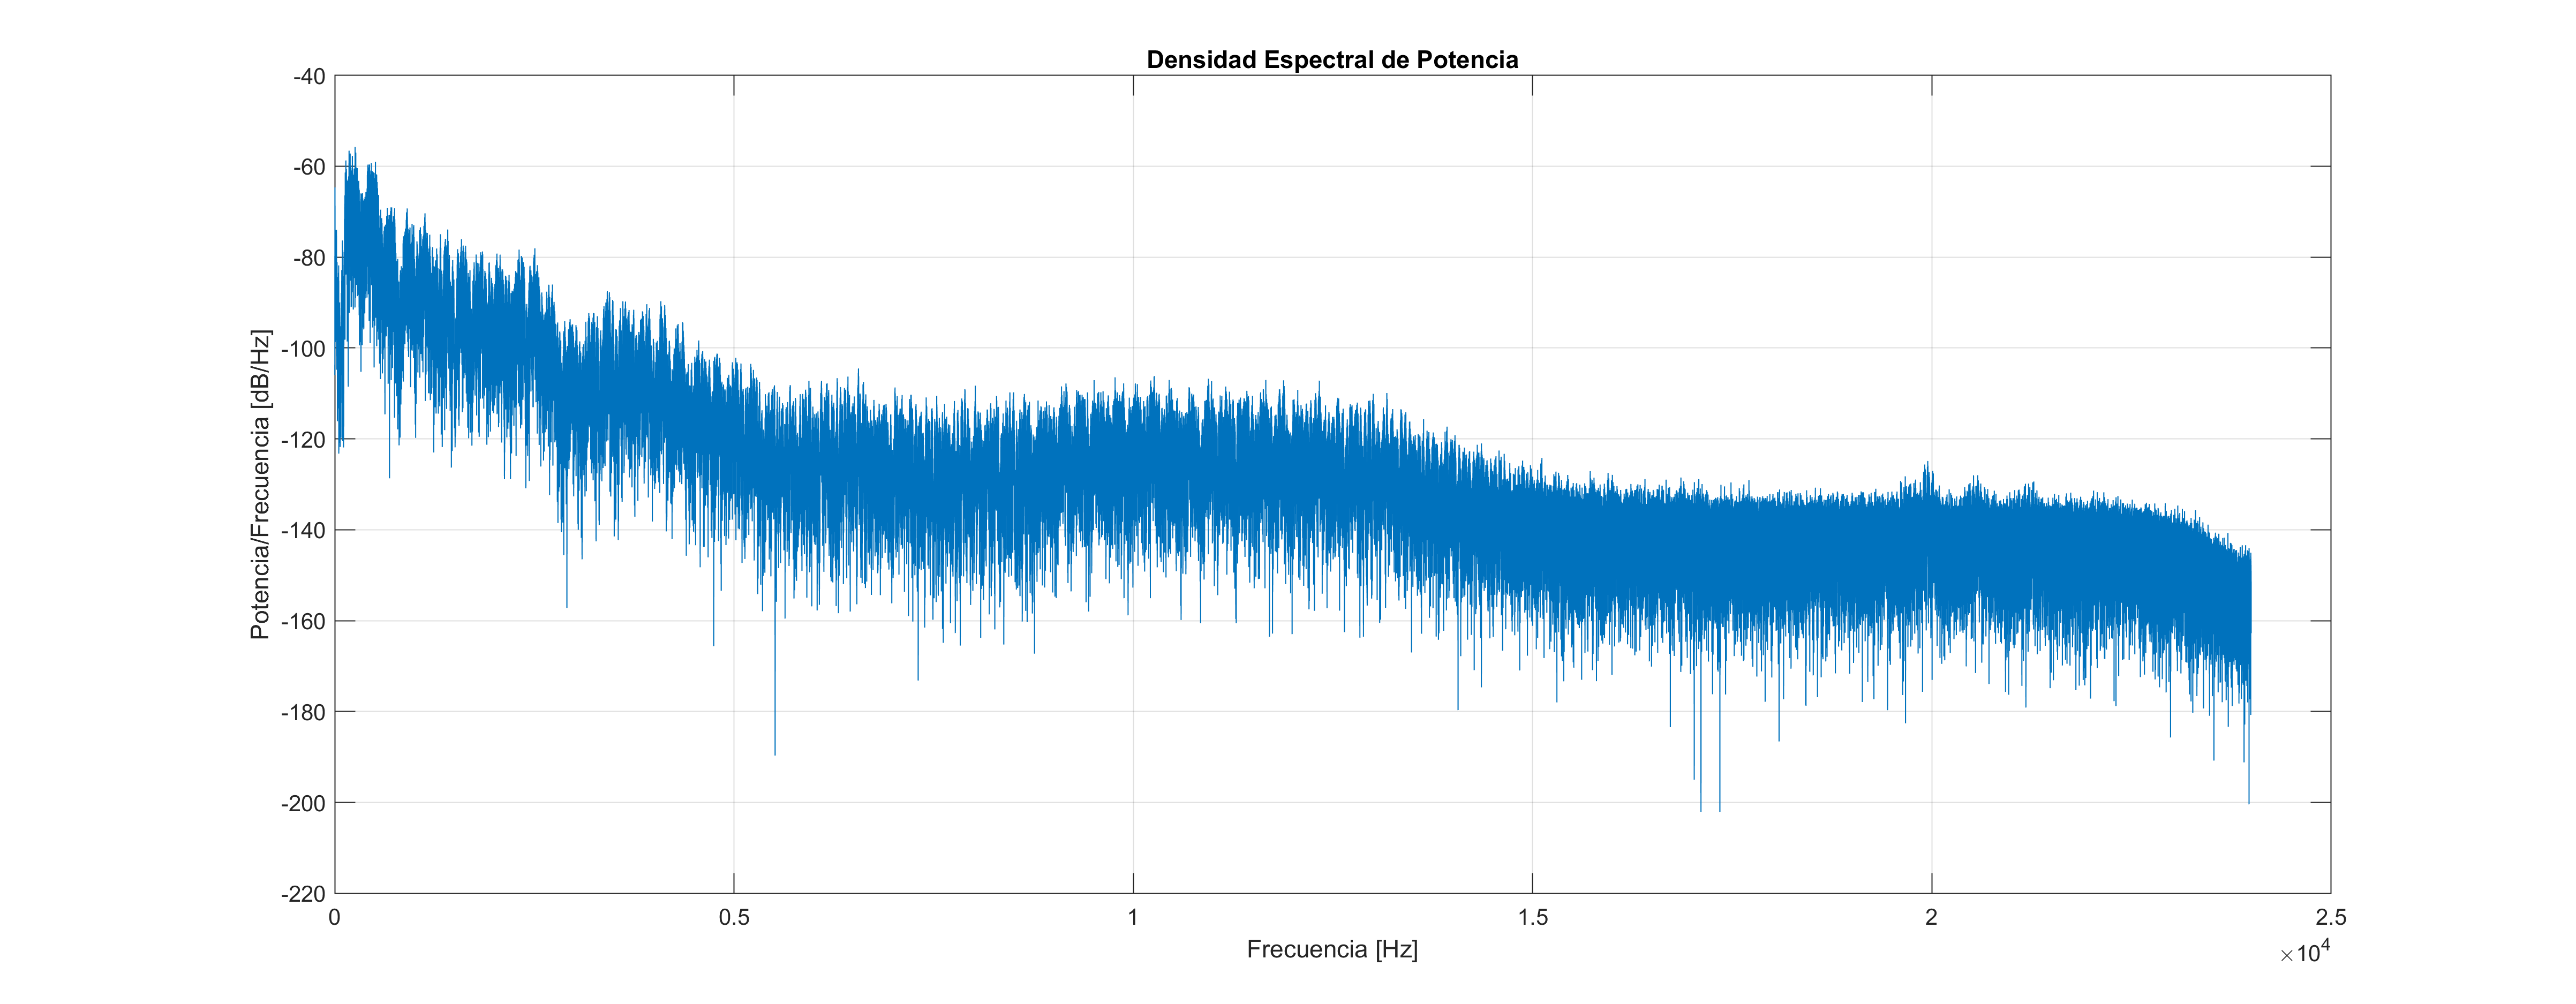 Densidad Espectral de Potencia
-40
-60
-80
-100
-120
-140
-160
-180
-200
-220
Potencia/Frecuencia [dB/Hz]
0 0.5 1 1.5 2 2.5
×10^4
Frecuencia [Hz]